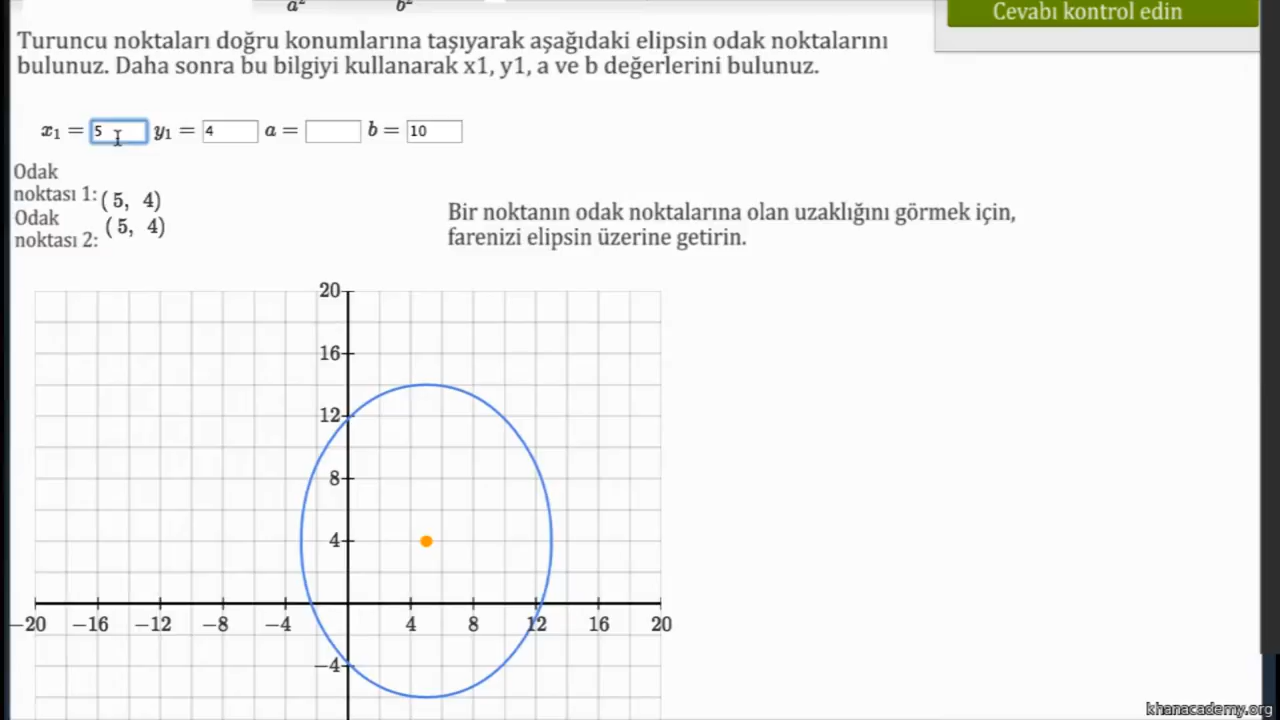 a² b²
Cevabı kontrol edin
Turuncu noktaları doğru konumlarına taşıyarak aşağıdaki elipsin odak noktalarını
bulunuz. Daha sonra bu bilgiyi kullanarak x1, y1, a ve b değerlerini bulunuz.
x₁ = 5 y₁ = 4 a = b = 10
Odak
noktası 1: ( 5, 4)
Odak
noktası 2: ( 5, 4)
Bir noktanın odak noktalarına olan uzaklığını görmek için,
farenizi elipsin üzerine getirin.
20
16
12
8
4
−20 −16 −12 −8 −4 4 8 12 16 20
−4
khanacademy.org